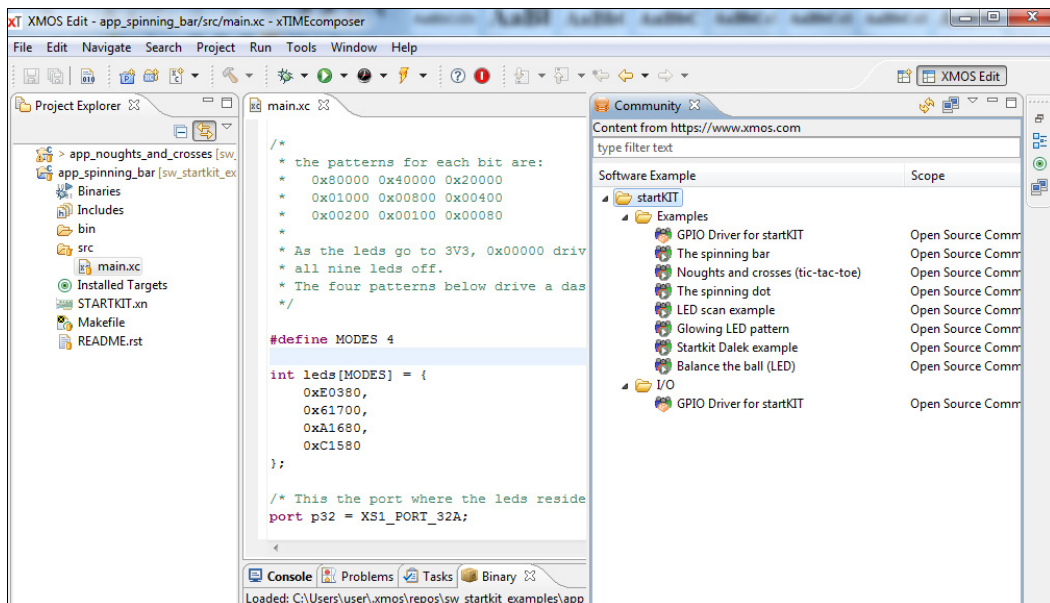 XMOS Edit - app_spinning_bar/src/main.xc - xTIMEcomposer
File Edit Navigate Search Project Run Tools Window Help
XMOS Edit
Project Explorer
> app_noughts_and_crosses [sw_
app_spinning_bar [sw_startkit_ex
Binaries
Includes
bin
src
main.xc
Installed Targets
STARTKIT.xn
Makefile
README.rst
main.xc
/*
* the patterns for each bit are:
* 0x80000 0x40000 0x20000
* 0x01000 0x00800 0x00400
* 0x00200 0x00100 0x00080
*
* As the leds go to 3V3, 0x00000 driv
* all nine leds off.
* The four patterns below drive a das
*/
#define MODES 4
int leds[MODES] = {
0xE0380,
0x61700,
0xA1680,
0xC1580
};
/* This the port where the leds reside
port p32 = XS1_PORT_32A;
Console Problems Tasks Binary
Loaded: C:\Users\user\.xmos\repos\sw_startkit_examples\app
Community
Content from https://www.xmos.com
type filter text
Software Example Scope
startKIT
Examples
GPIO Driver for startKIT Open Source Comm
The spinning bar Open Source Comm
Noughts and crosses (tic-tac-toe) Open Source Comm
The spinning dot Open Source Comm
LED scan example Open Source Comm
Glowing LED pattern Open Source Comm
Startkit Dalek example Open Source Comm
Balance the ball (LED) Open Source Comm
I/O
GPIO Driver for startKIT Open Source Comm